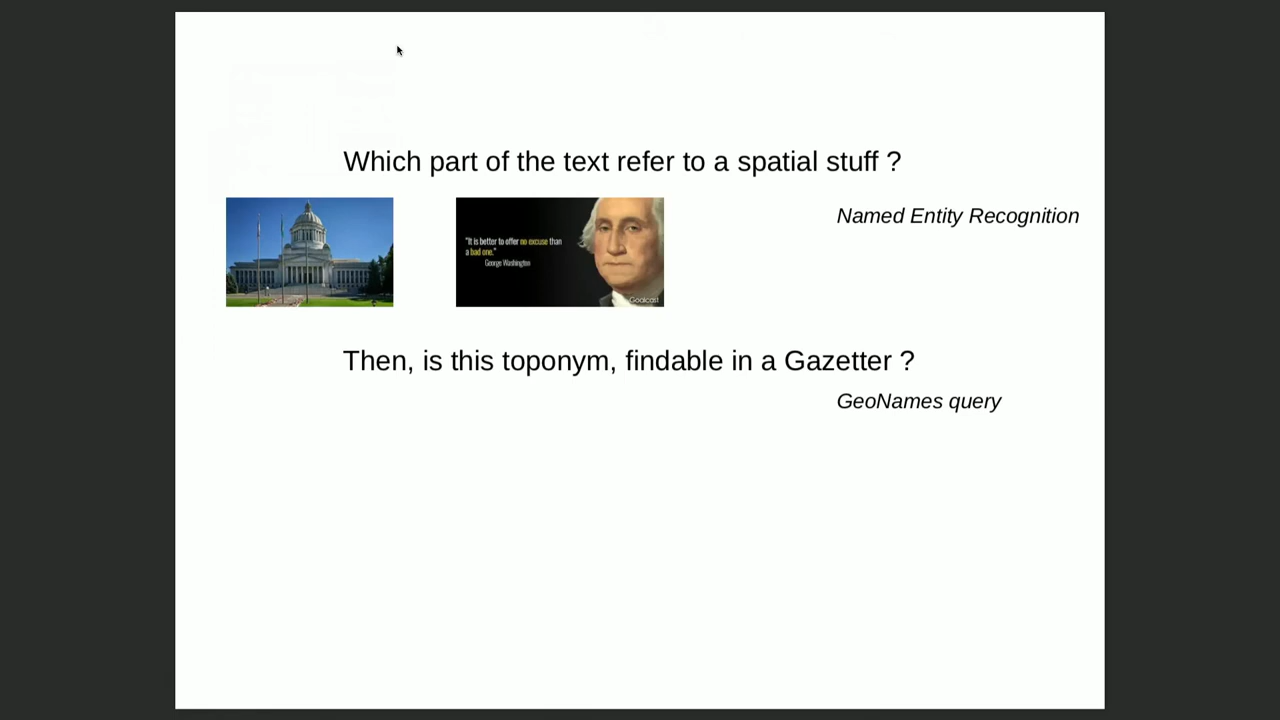 Which part of the text refer to a spatial stuff ?
Named Entity Recognition
"It is better to offer no excuse than
a bad one."
George Washington
Goalcast
Then, is this toponym, findable in a Gazetter ?
GeoNames query